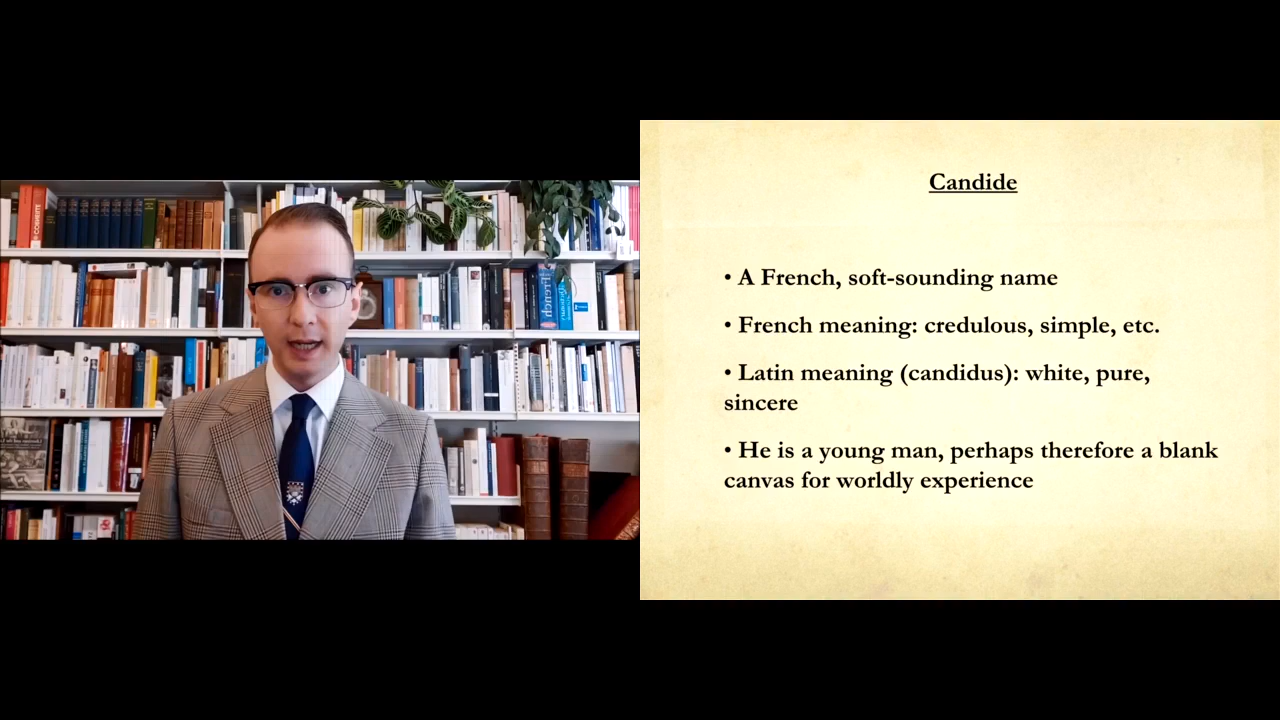 Candide
• A French, soft-sounding name
• French meaning: credulous, simple, etc.
• Latin meaning (candidus): white, pure,
sincere
• He is a young man, perhaps therefore a blank
canvas for worldly experience